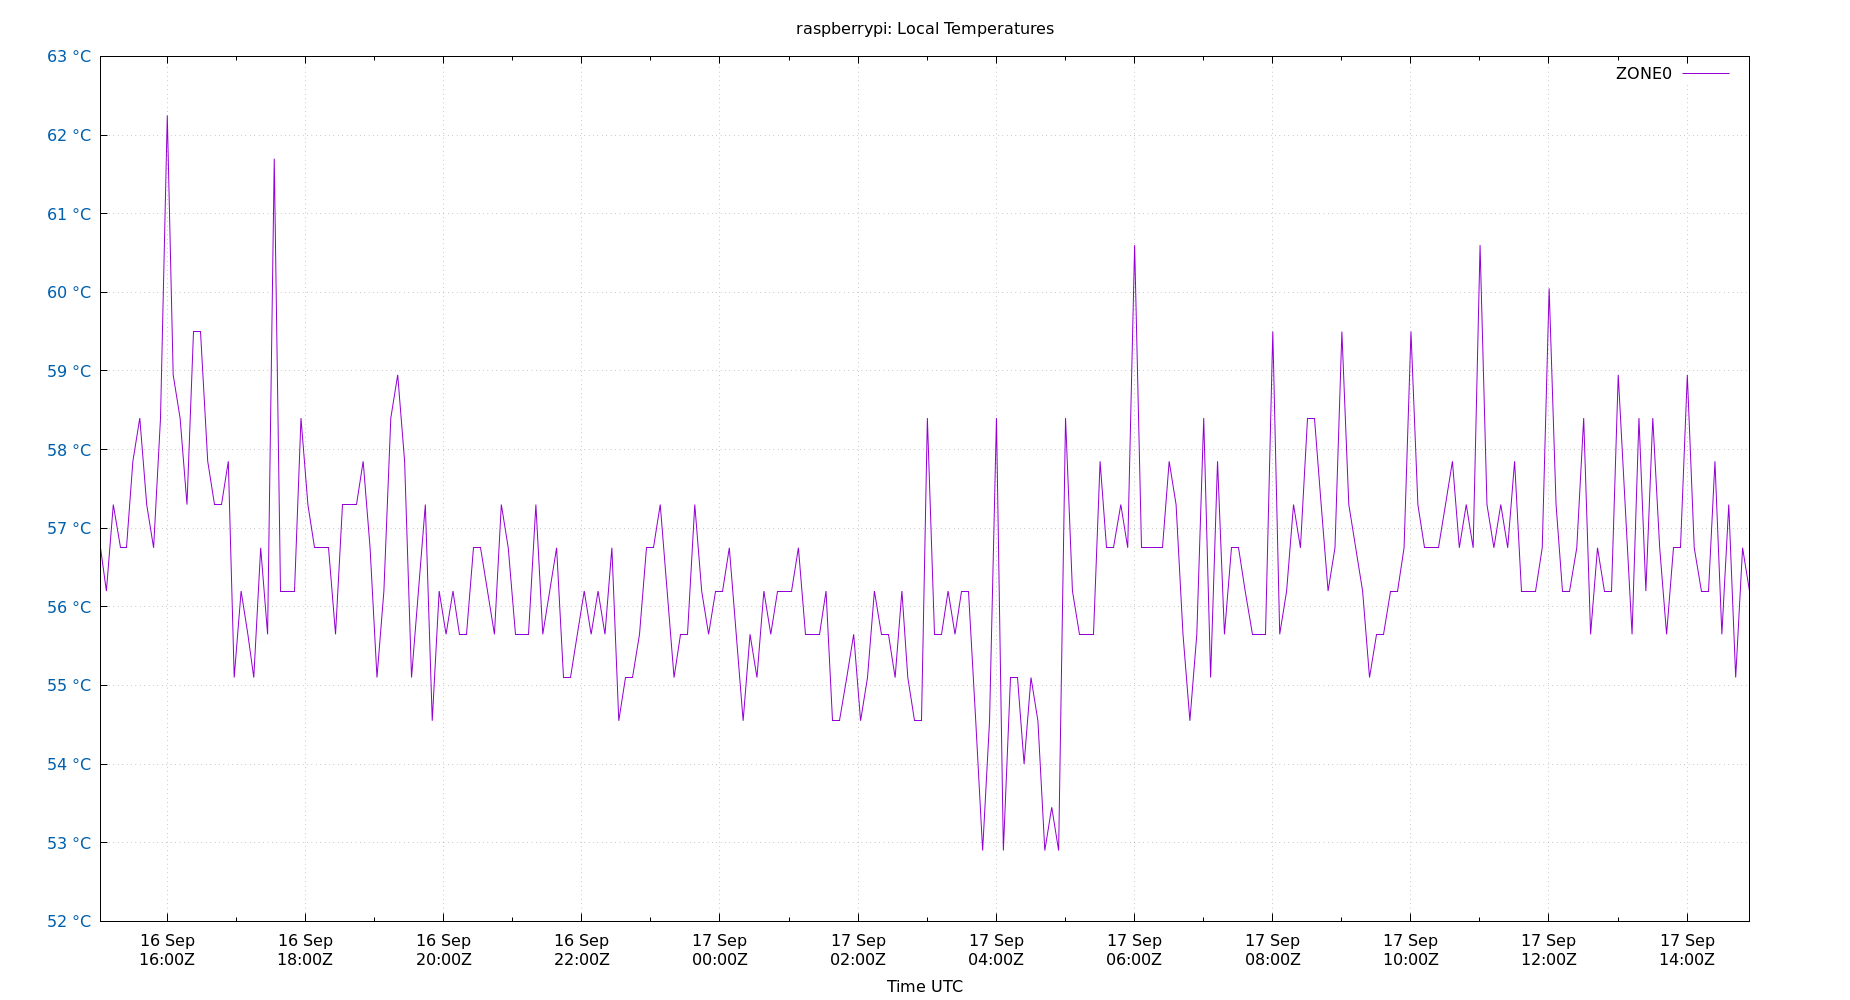 raspberrypi: Local Temperatures
63 °C
ZONE0
62 °C
61 °C
60 °C
59 °C
58 °C
57 °C
56 °C
55 °C
54 °C
53 °C
52 °C
16 Sep 16 Sep 16 Sep 16 Sep 17 Sep 17 Sep 17 Sep 17 Sep 17 Sep 17 Sep 17 Sep 17 Sep
16:00Z 18:00Z 20:00Z 22:00Z 00:00Z 02:00Z 04:00Z 06:00Z 08:00Z 10:00Z 12:00Z 14:00Z
Time UTC